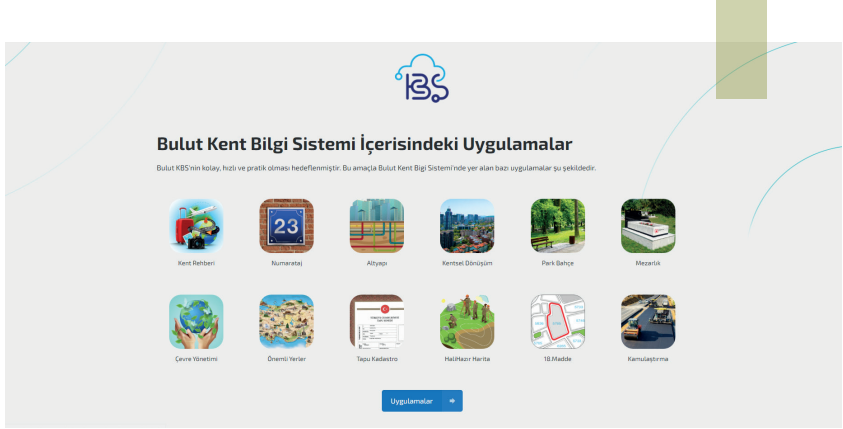 KBS
Bulut Kent Bilgi Sistemi İçerisindeki Uygulamalar
Bulut KBS'nin kolay, hızlı ve pratik olması hedeflenmiştir. Bu amaçla Bulut Kent Bigi Sistemi'nde yer alan bazı uygulamalar şu şekildedir.
23
Kent Rehberi
Numarataj
Altyapı
Kentsel Dönüşüm
Park Bahçe
Mezarlık
Çevre Yönetimi
Önemli Yerler
Tapu Kadastro
HaliHazır Harita
18.Madde
Kamulaştırma
Uygulamalar